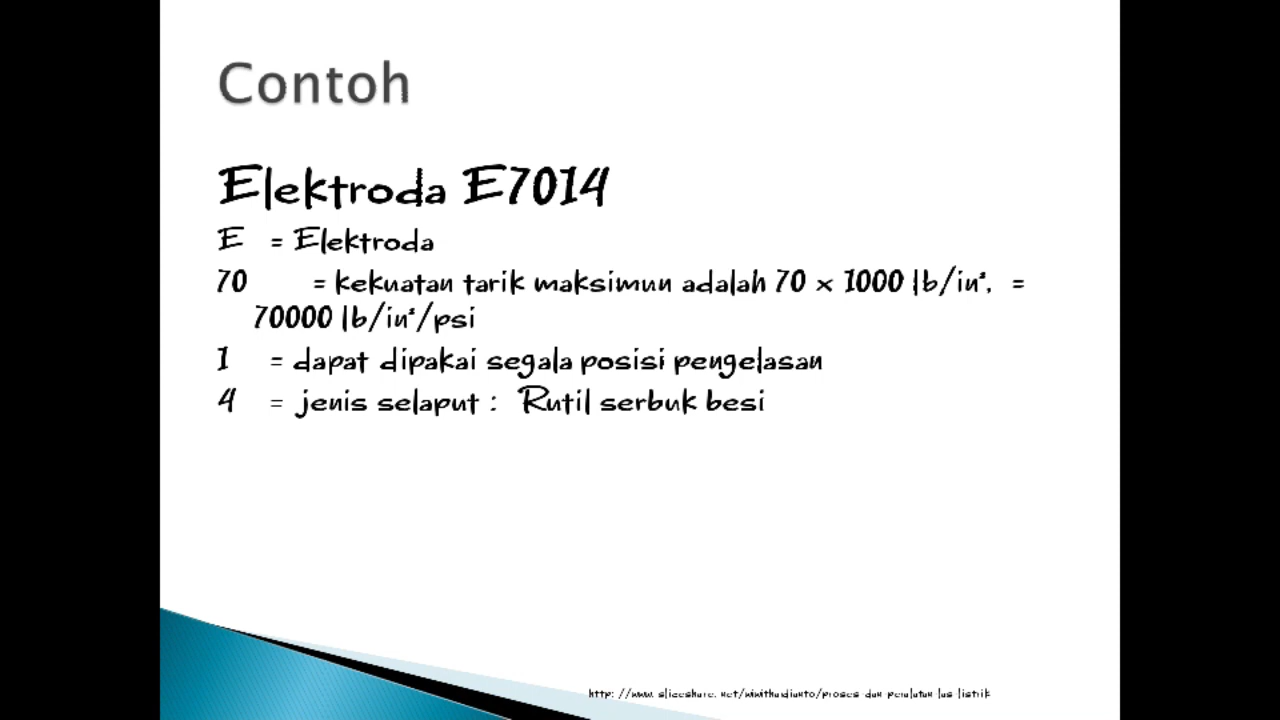 Contoh
Elektroda E7014
E = Elektroda
70 = kekuatan tarik maksimun adalah 70 x 1000 lb/in², =
70000 lb/in²/psi
1 = dapat dipakai segala posisi pengelasan
4 = jenis selaput : Rutil serbuk besi
http: //www. slideshare. net/wiwithardianto/proses dan peralatan las listrik